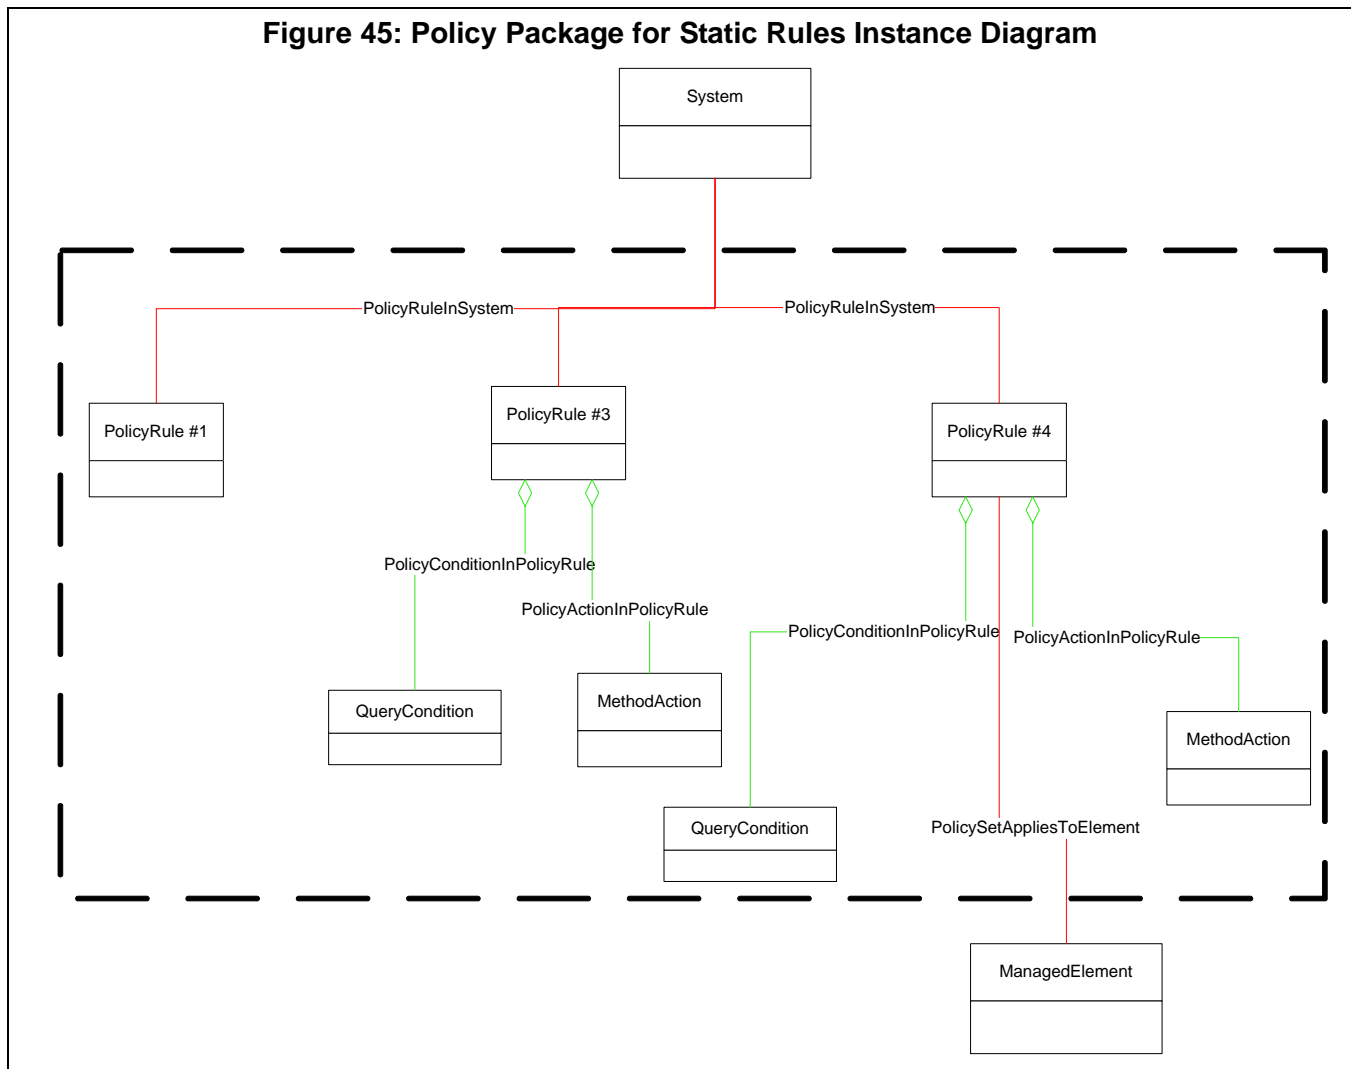 Figure 45: Policy Package for Static Rules Instance Diagram
System
PolicyRuleInSystem
PolicyRuleInSystem
PolicyRule #1
PolicyRule #3
PolicyRule #4
PolicyConditionInPolicyRule
PolicyActionInPolicyRule
PolicyConditionInPolicyRule
PolicyActionInPolicyRule
QueryCondition
MethodAction
MethodAction
QueryCondition
PolicySetAppliesToElement
ManagedElement